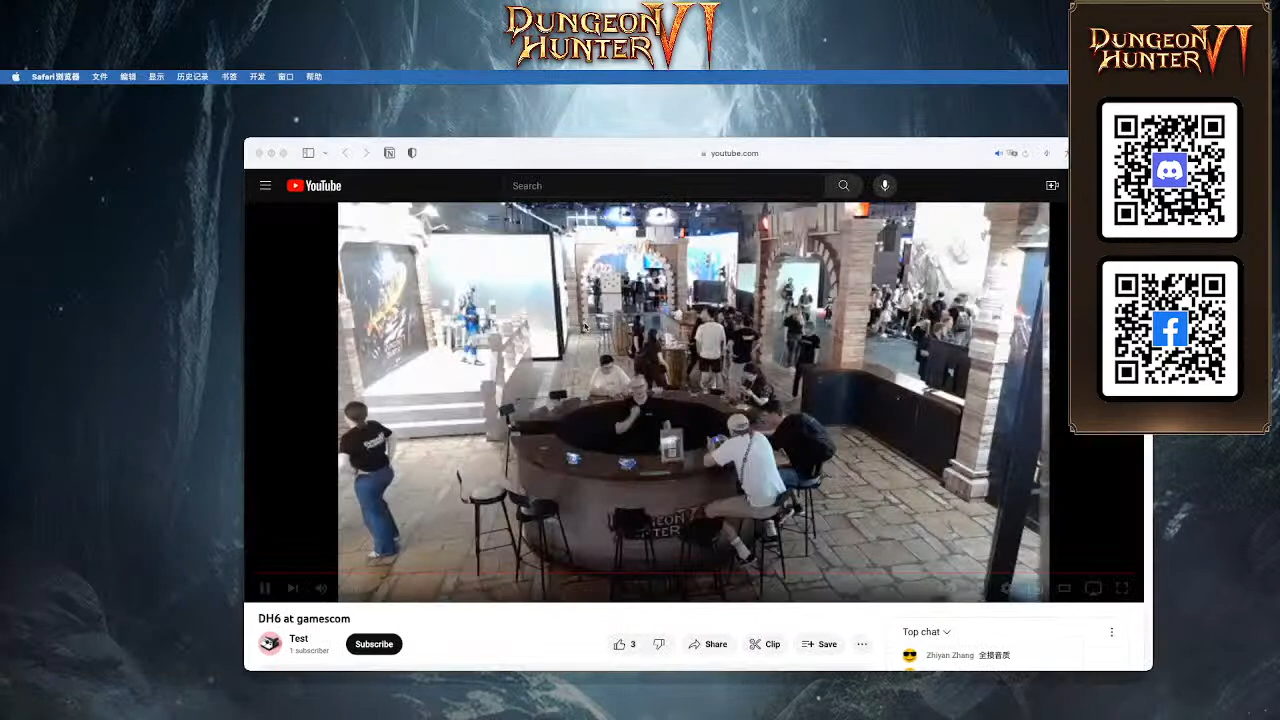 DUNGEON
HUNTER VI
DUNGEON
HUNTER VI
Safari浏览器 文件 编辑 显示 历史记录 书签 开发 窗口 帮助
youtube.com
YouTube
Search
DH6 at gamescom
Test
1 subscriber
Subscribe
3
Share
Clip
Save
Top chat
Zhiyan Zhang 全损音质